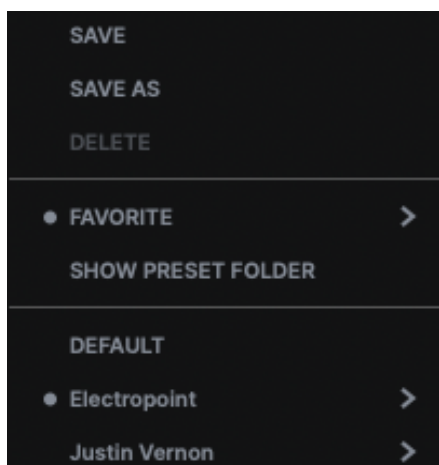 SAVE
SAVE AS
DELETE
FAVORITE
SHOW PRESET FOLDER
DEFAULT
Electropoint
Justin Vernon